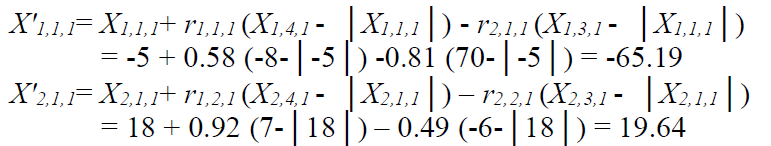 X'1,1,1= X1,1,1+ r1,1,1 (X1,4,1 - │X1,1,1│) - r2,1,1 (X1,3,1 - │X1,1,1│)
= -5 + 0.58 (-8-│-5│) -0.81 (70-│-5│) = -65.19
X'2,1,1= X2,1,1+ r1,2,1 (X2,4,1 - │X2,1,1│) – r2,2,1 (X2,3,1 - │X2,1,1│)
= 18 + 0.92 (7-│18│) – 0.49 (-6-│18│) = 19.64